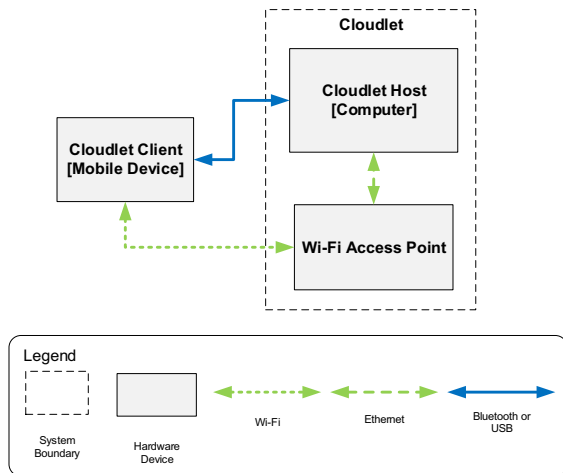 Cloudlet
Cloudlet Host
[Computer]
Cloudlet Client
[Mobile Device]
Wi-Fi Access Point
Legend
System
Boundary
Hardware
Device
Wi-Fi
Ethernet
Bluetooth or
USB